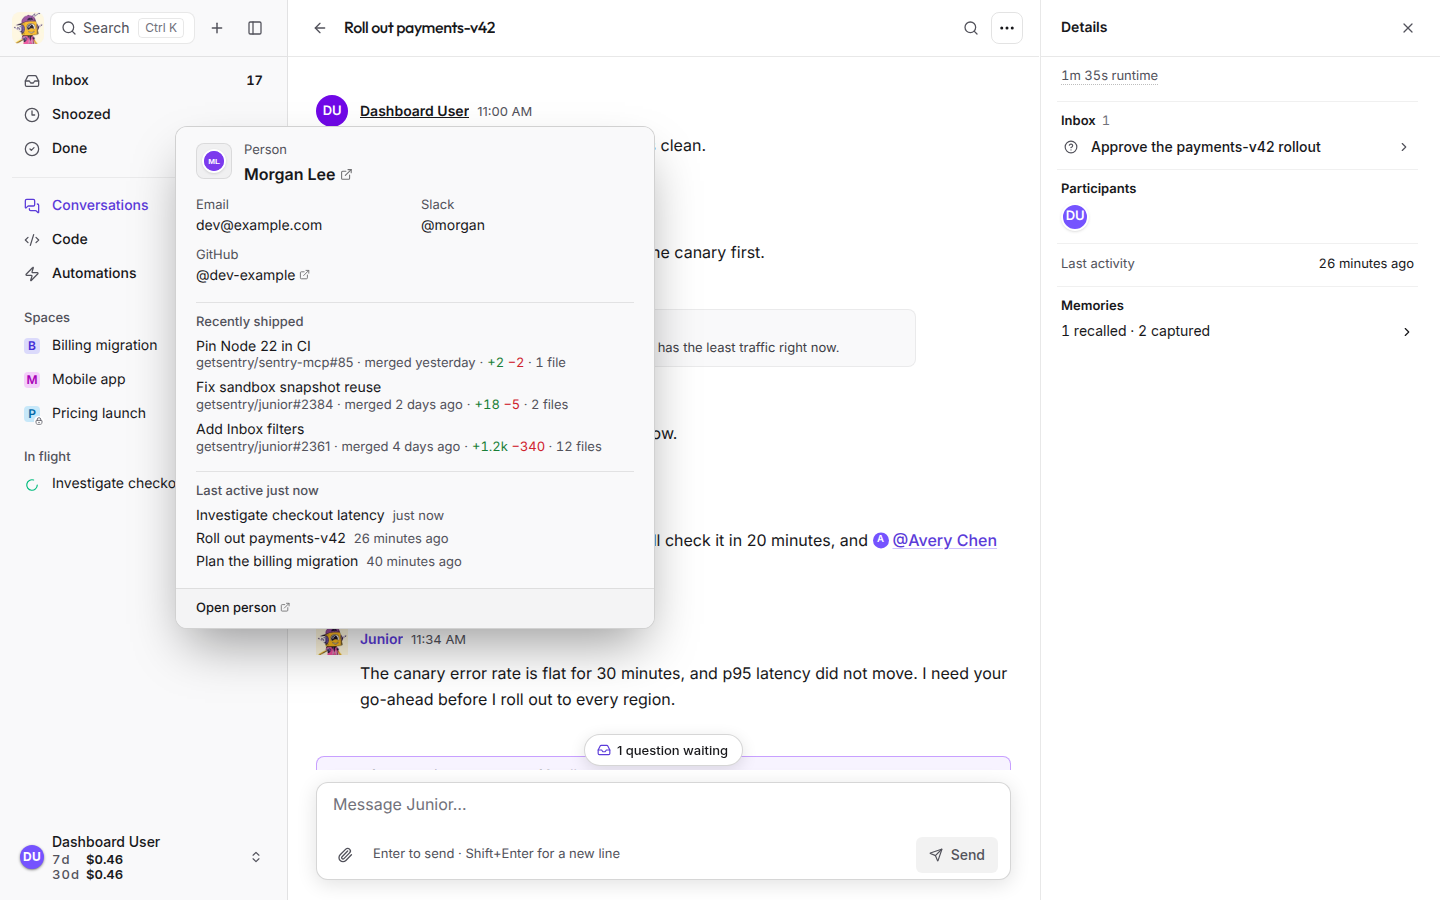 Search Ctrl K
Inbox 17
Snoozed
Done
Conversations
Code
Automations
Spaces
B Billing migration
M Mobile app
P Pricing launch
In flight
Investigate checko
DU Dashboard User
7d $0.46
30d $0.46
Roll out payments-v42
DU Dashboard User 11:00 AM
clean.
canary first.
has the least traffic right now.
check it in 20 minutes, and A @Avery Chen
Junior 11:34 AM
The canary error rate is flat for 30 minutes, and p95 latency did not move. I need your
go-ahead before I roll out to every region.
1 question waiting
Message Junior...
Enter to send · Shift+Enter for a new line
Send
ML Person
Morgan Lee
Email Slack
dev@example.com @morgan
GitHub
@dev-example
Recently shipped
Pin Node 22 in CI
getsentry/sentry-mcp#85 · merged yesterday · +2 −2 · 1 file
Fix sandbox snapshot reuse
getsentry/junior#2384 · merged 2 days ago · +18 −5 · 2 files
Add Inbox filters
getsentry/junior#2361 · merged 4 days ago · +1.2k −340 · 12 files
Last active just now
Investigate checkout latency just now
Roll out payments-v42 26 minutes ago
Plan the billing migration 40 minutes ago
Open person
Details
1m 35s runtime
Inbox 1
Approve the payments-v42 rollout
Participants
DU
Last activity 26 minutes ago
Memories
1 recalled · 2 captured